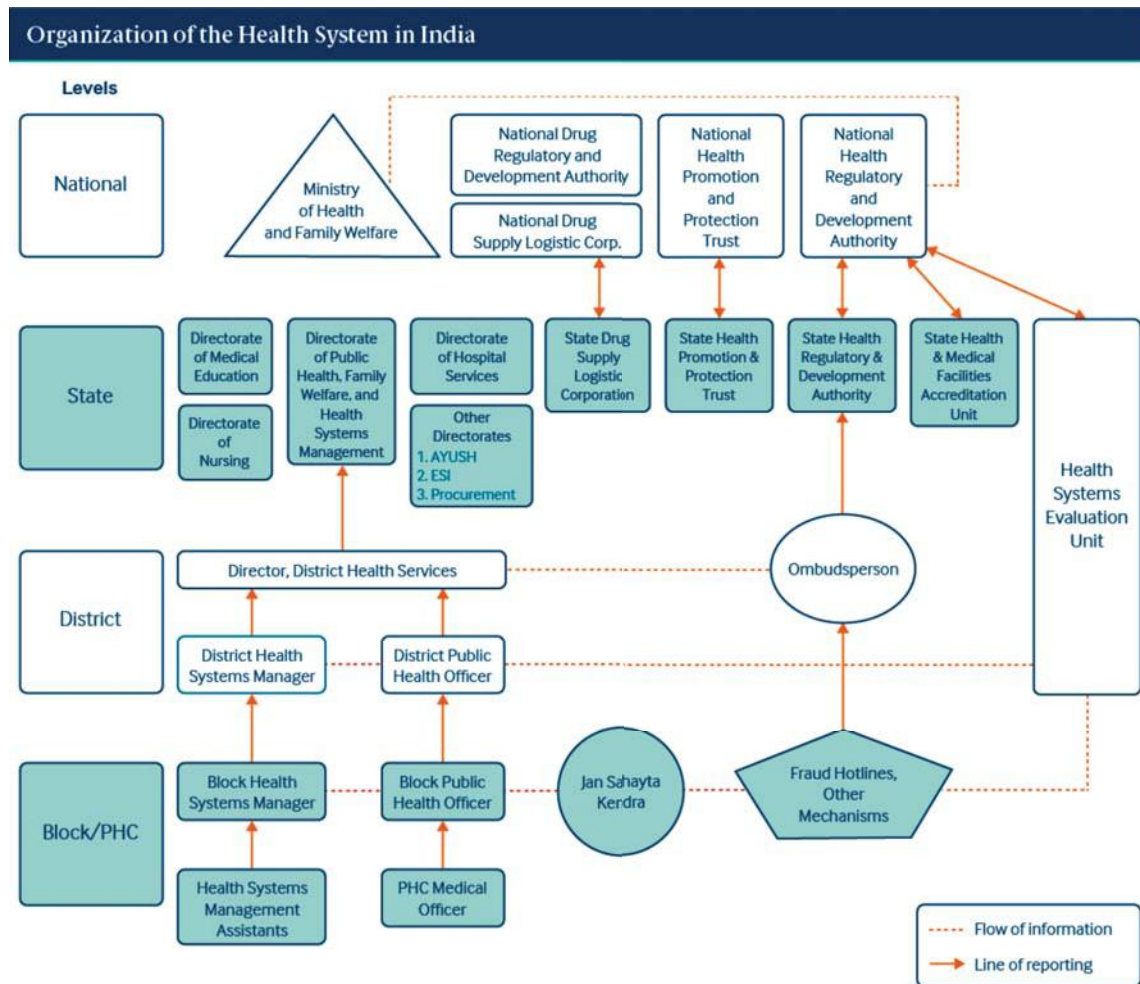 Organization of the Health System in India
Levels
National
Ministry
of Health
and Family Welfare
National Drug
Regulatory and
Development Authority
National Drug
Supply Logistic Corp.
National
Health
Promotion
and
Protection
Trust
National
Health
Regulatory
and
Development
Authority
State
Directorate
of Medical
Education
Directorate
of
Nursing
Directorate
of Public
Health, Family
Welfare, and
Health
Systems
Management
Directorate
of Hospital
Services
Other
Directorates
1. AYUSH
2. ESI
3. Procurement
State Drug
Supply
Logistic
Corporation
State Health
Promotion &
Protection
Trust
State Health
Regulatory &
Development
Authority
State Health
& Medical
Facilities
Accreditation
Unit
Health
Systems
Evaluation
Unit
District
Director, District Health Services
Ombudsperson
District Health
Systems Manager
District Public
Health Officer
Block/PHC
Block Health
Systems Manager
Block Public
Health Officer
Jan Sahayta
Kerdra
Fraud Hotlines,
Other
Mechanisms
Health Systems
Management
Assistants
PHC Medical
Officer
Flow of information
Line of reporting